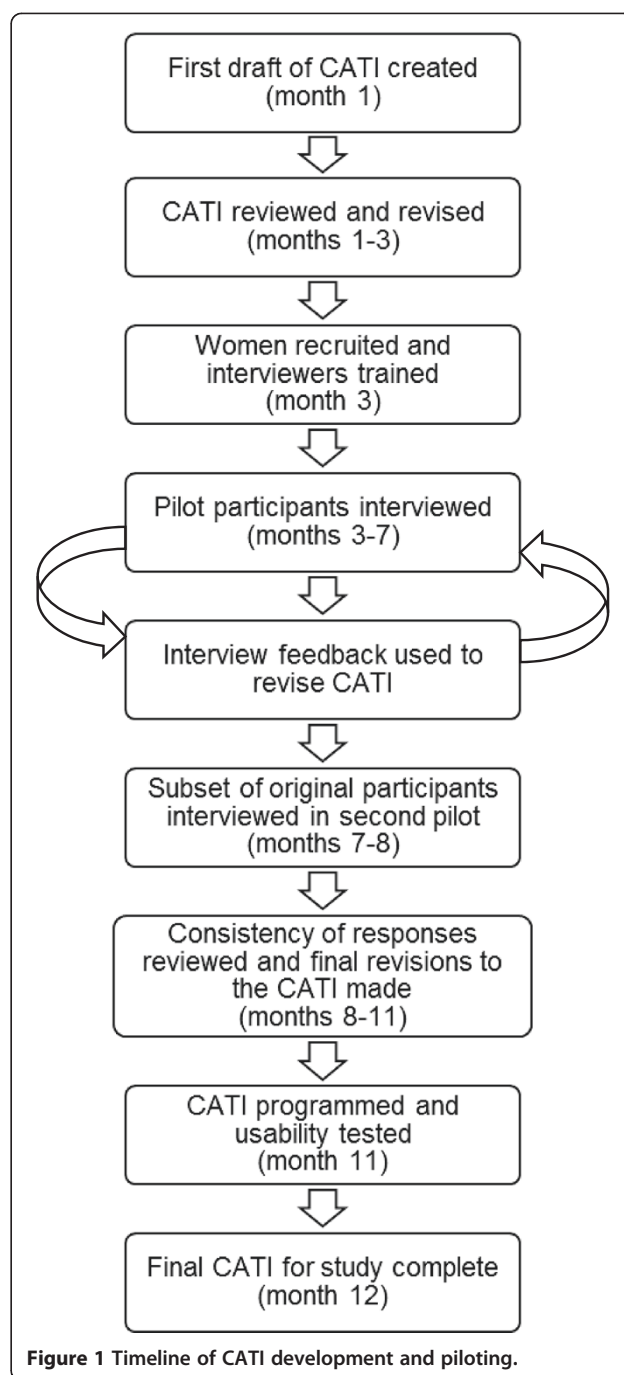 First draft of CATI created
(month 1)
CATI reviewed and revised
(months 1-3)
Women recruited and
interviewers trained
(month 3)
Pilot participants interviewed
(months 3-7)
Interview feedback used to
revise CATI
Subset of original participants
interviewed in second pilot
(months 7-8)
Consistency of responses
reviewed and final revisions to
the CATI made
(months 8-11)
CATI programmed and
usability tested
(month 11)
Final CATI for study complete
(month 12)
Figure 1 Timeline of CATI development and piloting.